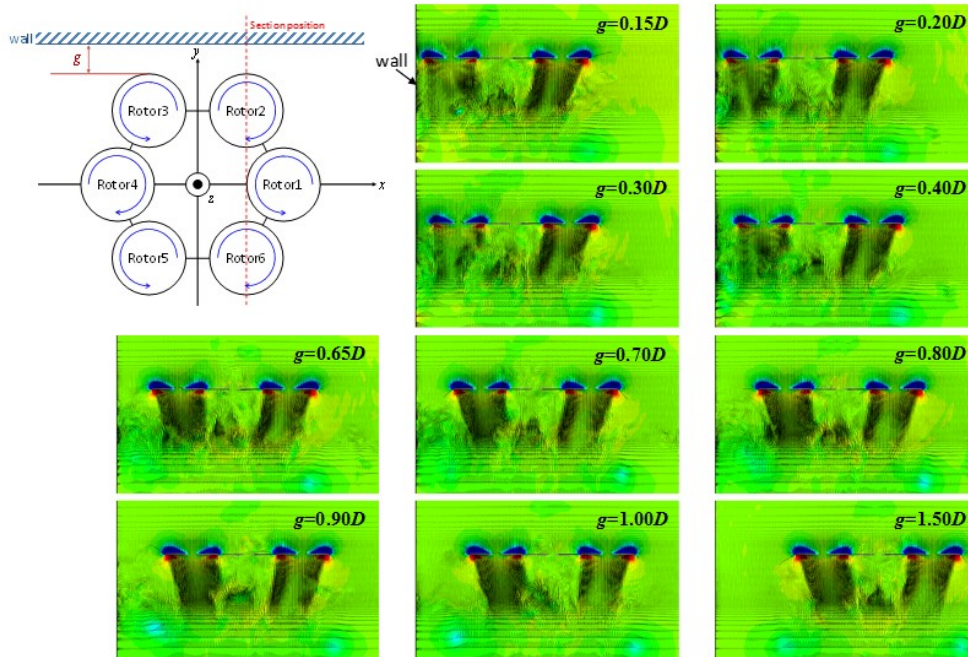 Section position
wall
g
y
Rotor3
Rotor2
Rotor4
Rotor1
x
z
Rotor5
Rotor6
wall
g=0.15D
g=0.20D
g=0.30D
g=0.40D
g=0.65D
g=0.70D
g=0.80D
g=0.90D
g=1.00D
g=1.50D